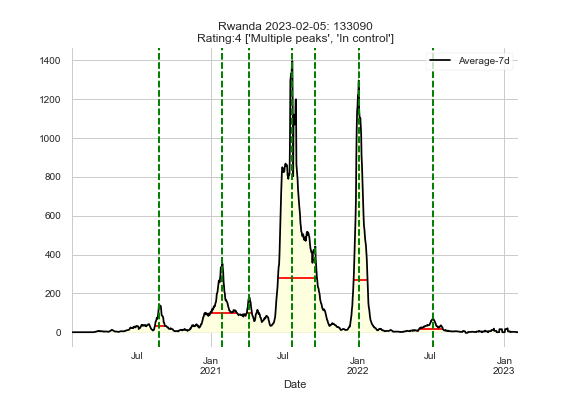 Rwanda 2023-02-05: 133090
Rating:4 ['Multiple peaks', 'In control']
Average-7d
1400
1200
1000
800
600
400
200
0
Jul
Jan
2021
Jul
Jan
2022
Jul
Jan
2023
Date